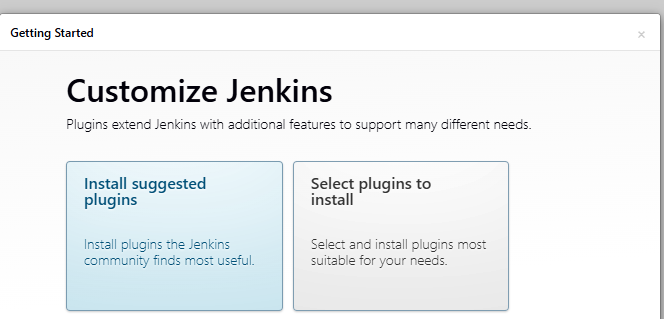 Getting Started
×
Customize Jenkins
Plugins extend Jenkins with additional features to support many different needs.
Install suggested
plugins
Install plugins the Jenkins
community finds most useful.
Select plugins to
install
Select and install plugins most
suitable for your needs.